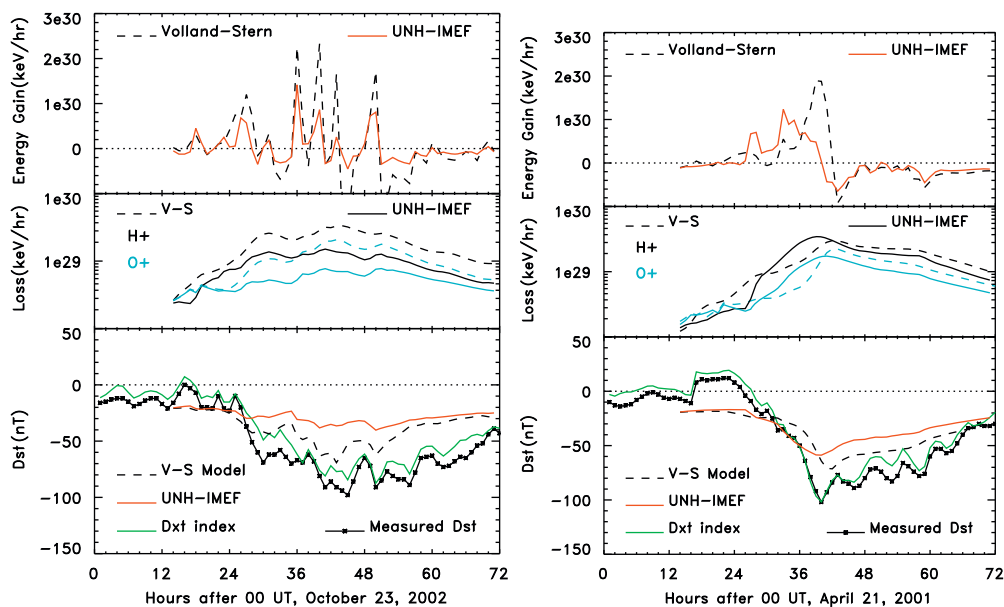 3e30
2e30
1e30
0
Energy Gain(keV/hr)
Volland-Stern
UNH-IMEF
1e30
1e29
Loss(keV/hr)
V-S
UNH-IMEF
H+
O+
50
0
-50
-100
-150
Dst(nT)
V-S Model
UNH-IMEF
Dxt index
Measured Dst
0 12 24 36 48 60 72
Hours after 00 UT, October 23, 2002
3e30
2e30
1e30
0
Energy Gain(keV/hr)
Volland-Stern
UNH-IMEF
1e30
1e29
Loss(keV/hr)
V-S
UNH-IMEF
H+
O+
50
0
-50
-100
-150
Dst(nT)
V-S Model
UNH-IMEF
Dxt index
Measured Dst
0 12 24 36 48 60 72
Hours after 00 UT, April 21, 2001